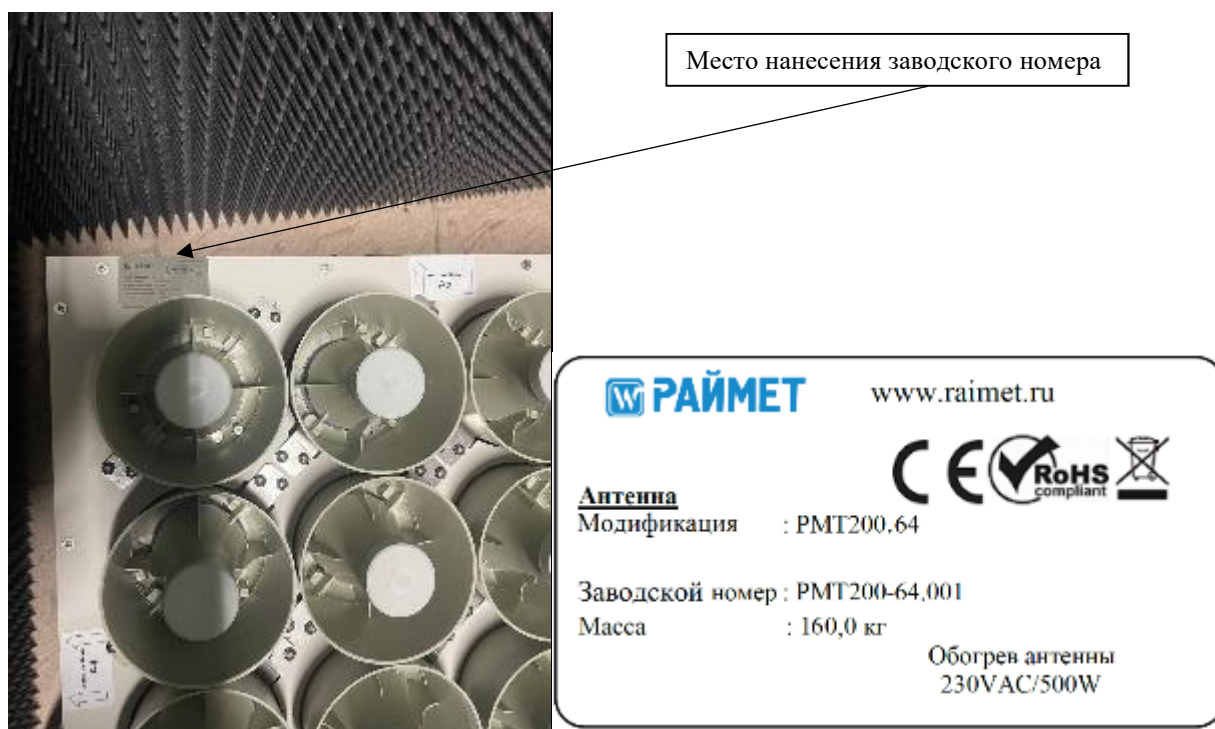 Место нанесения заводского номера
РАЙМЕТ www.raimet.ru
CE RoHS
compliant
Антенна
Модификация : РМТ200.64
Заводской номер : РМТ200-64.001
Масса : 160,0 кг
Обогрев антенны
230VAC/500W